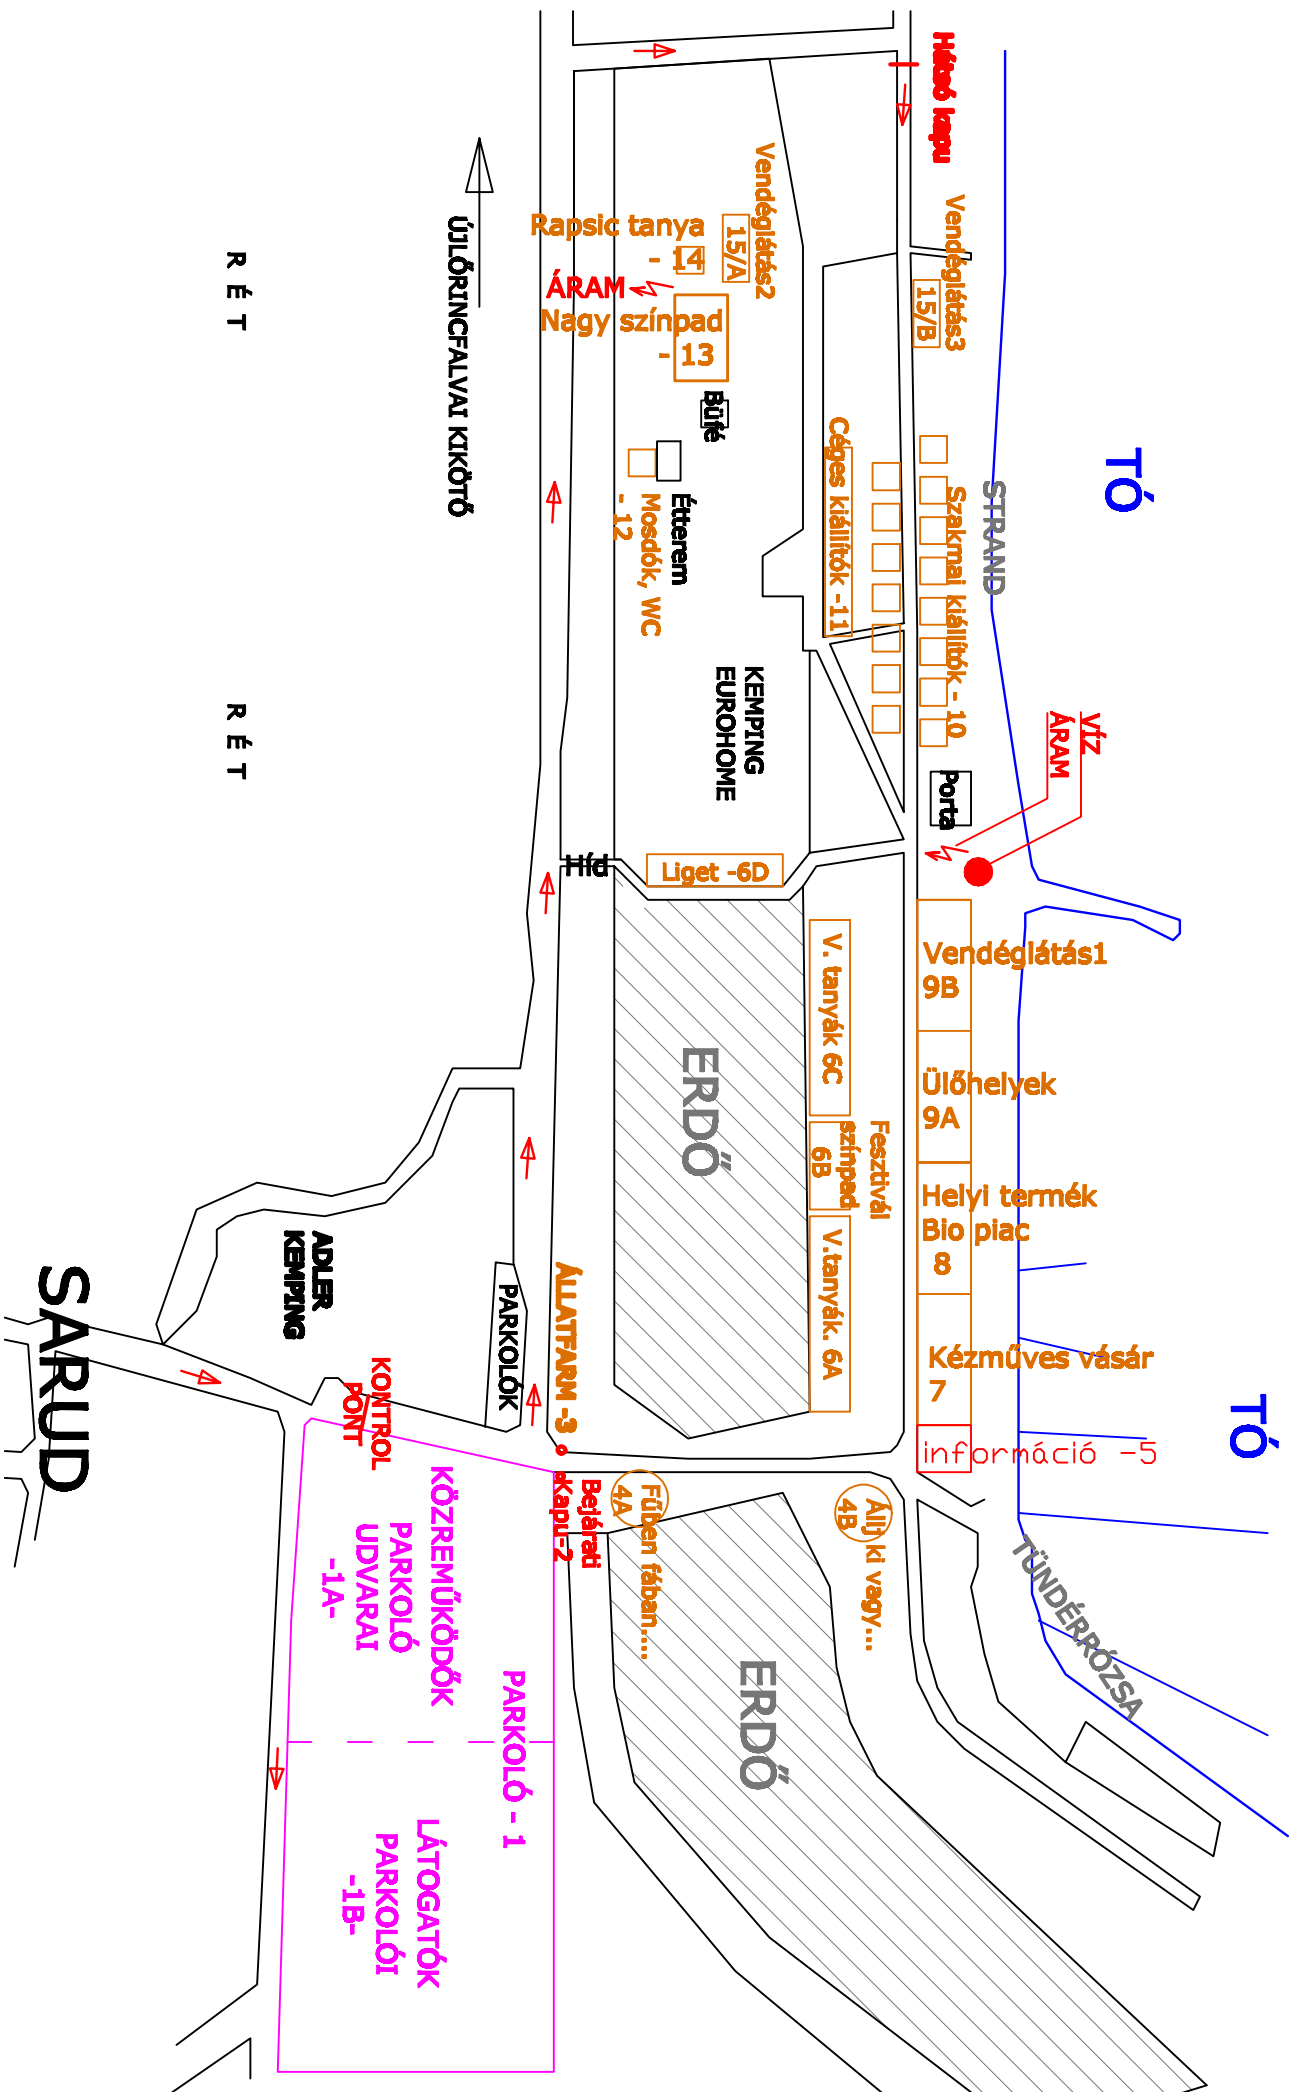 Hátsó kapu
Vendéglátás2
15/A
Rapsic tanya
- 14
ÁRAM
Nagy színpad
- 13
Vendéglátás3
15/B
ÚJLŐRINCFALVAI KIKÖTŐ
R É T
Büfé
Étterem
Mosdók, WC
- 12
Céges kiállítók -11
Szakmai kiállítók - 10
STRAND
TÓ
R É T
KEMPING
EUROHOME
VÍZ
ÁRAM
Porta
Híd
Liget -6D
Vendéglátás1
9B
V. tanyák 6C
ERDŐ
Ülőhelyek
9A
Fesztivál
színpad
6B
Helyi termék
Bio piac
8
V.tanyák. 6A
Kézműves vásár
7
információ -5
TÓ
ADLER
KEMPING
PARKOLÓK
ÁLLATFARM -3
SARUD
KONTROL
PONT
Bejárati
Kapu-2
Fűben fában....
4A
Állj ki vagy...
4B
TÜNDÉRRÓZSA
ERDŐ
PARKOLÓ - 1
KÖZREMŰKÖDŐK
PARKOLÓ
UDVARAI
-1A-
LÁTOGATÓK
PARKOLÓI
-1B-